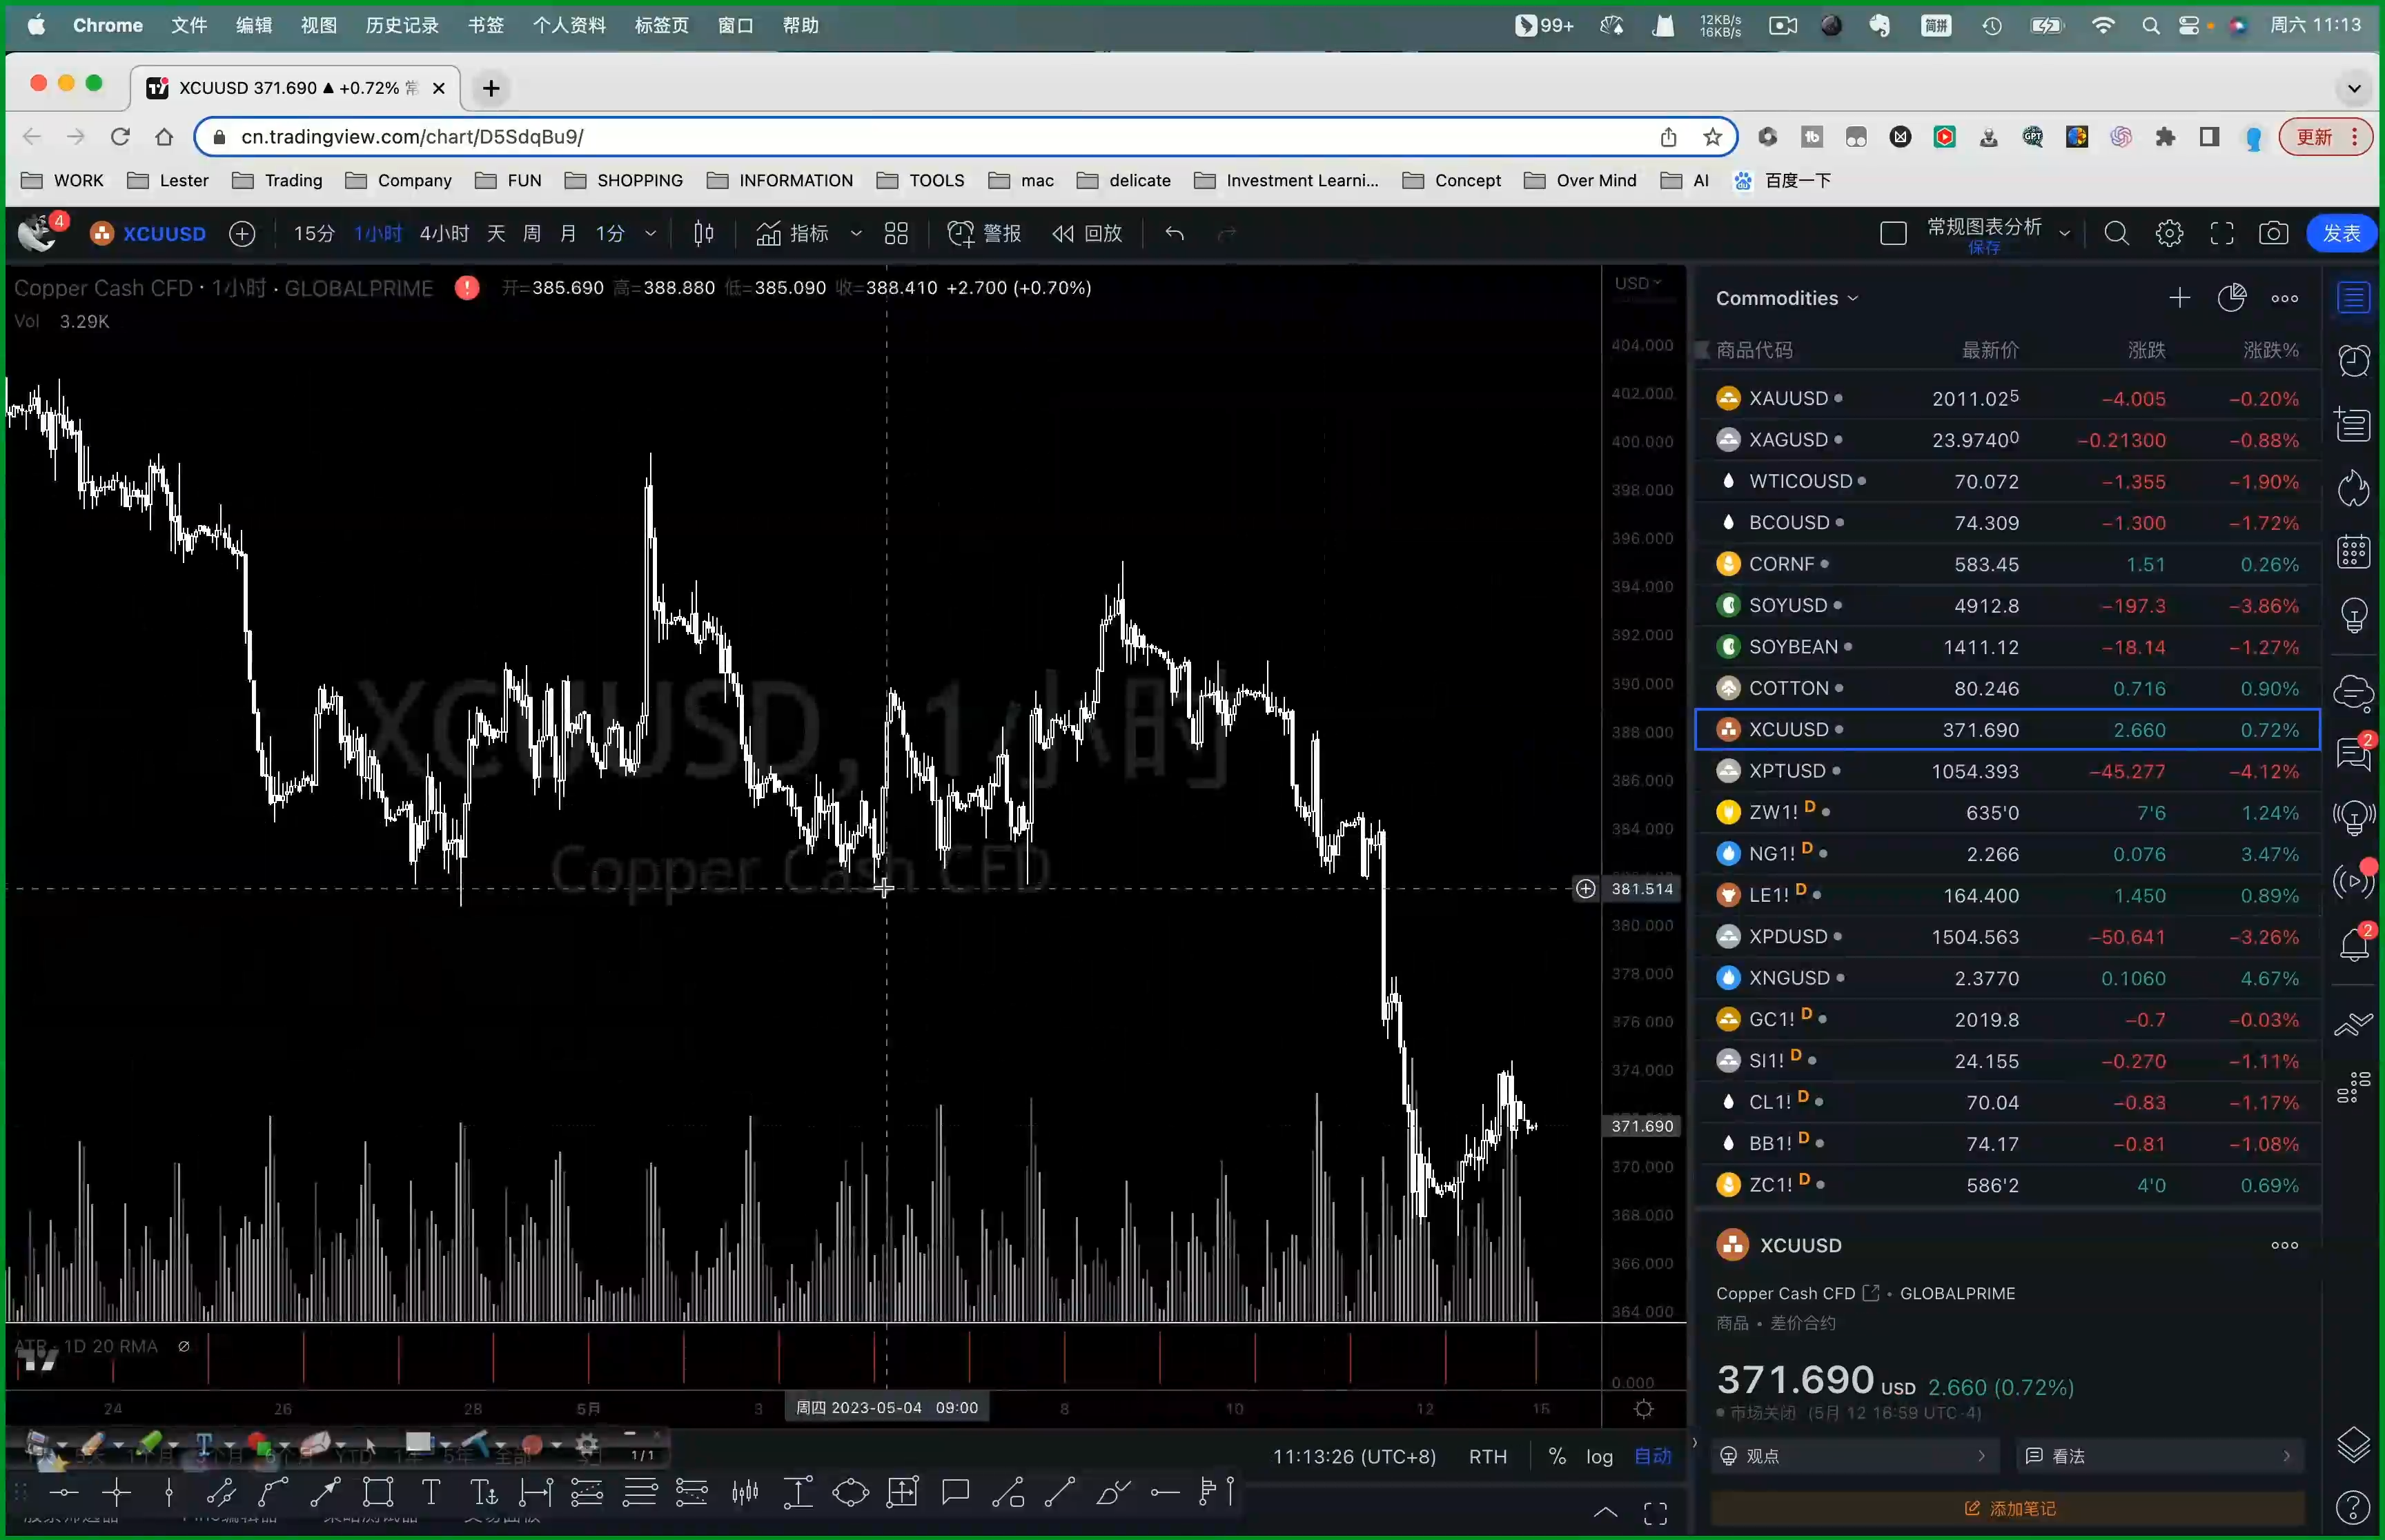 Chrome 文件 编辑 视图 历史记录 书签 个人资料 标签页 窗口 帮助 99+ 12KB/s 16KB/s 简拼 周六 11:13
XCUUSD 371.690 ▲ +0.72% 常
cn.tradingview.com/chart/D5SdqBu9/ 更新
WORK Lester Trading Company FUN SHOPPING INFORMATION TOOLS mac delicate Investment Learni... Concept Over Mind AI 百度一下
4 XCUUSD 15分 1小时 4小时 天 周 月 1分 指标 警报 回放 常规图表分析 保存 发表
Copper Cash CFD · 1小时 · GLOBALPRIME 开=385.690 高=388.880 低=385.090 收=388.410 +2.700 (+0.70%)
Vol 3.29K
USD
404.000
402.000
400.000
398.000
396.000
394.000
392.000
390.000
388.000
386.000
384.000
381.514
380.000
378.000
376.000
374.000
371.690
370.000
368.000
366.000
364.000
0.000
XCUUSD, 1小时
Copper Cash CFD
ATR 1D 20 RMA ∅
24 26 28 5月 3 周四 2023-05-04 09:00 8 10 12 15
1/1
11:13:26 (UTC+8) RTH % log 自动
Commodities
商品代码 最新价 涨跌 涨跌%
XAUUSD 2011.025 −4.005 −0.20%
XAGUSD 23.97400 −0.21300 −0.88%
WTICOUSD 70.072 −1.355 −1.90%
BCOUSD 74.309 −1.300 −1.72%
CORNF 583.45 1.51 0.26%
SOYUSD 4912.8 −197.3 −3.86%
SOYBEAN 1411.12 −18.14 −1.27%
COTTON 80.246 0.716 0.90%
XCUUSD 371.690 2.660 0.72%
XPTUSD 1054.393 −45.277 −4.12%
ZW1! D 635'0 7'6 1.24%
NG1! D 2.266 0.076 3.47%
LE1! D 164.400 1.450 0.89%
XPDUSD 1504.563 −50.641 −3.26%
XNGUSD 2.3770 0.1060 4.67%
GC1! D 2019.8 −0.7 −0.03%
SI1! D 24.155 −0.270 −1.11%
CL1! D 70.04 −0.83 −1.17%
BB1! D 74.17 −0.81 −1.08%
ZC1! D 586'2 4'0 0.69%
XCUUSD
Copper Cash CFD • GLOBALPRIME
商品 • 差价合约
371.690 USD 2.660 (0.72%)
市场关闭 (5月 12 16:59 UTC-4)
观点 看法
添加笔记
2
2